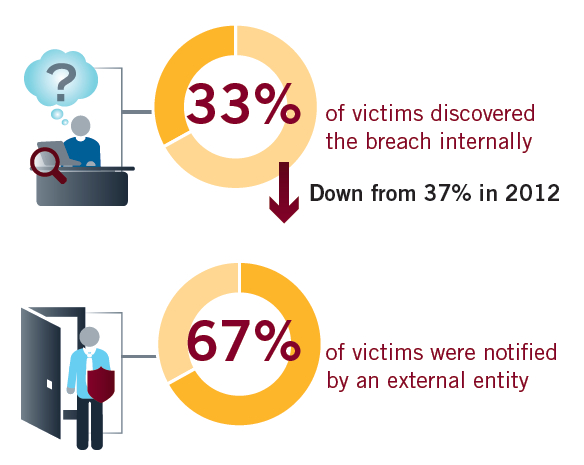 ?
33%
of victims discovered
the breach internally
Down from 37% in 2012
67%
of victims were notified
by an external entity